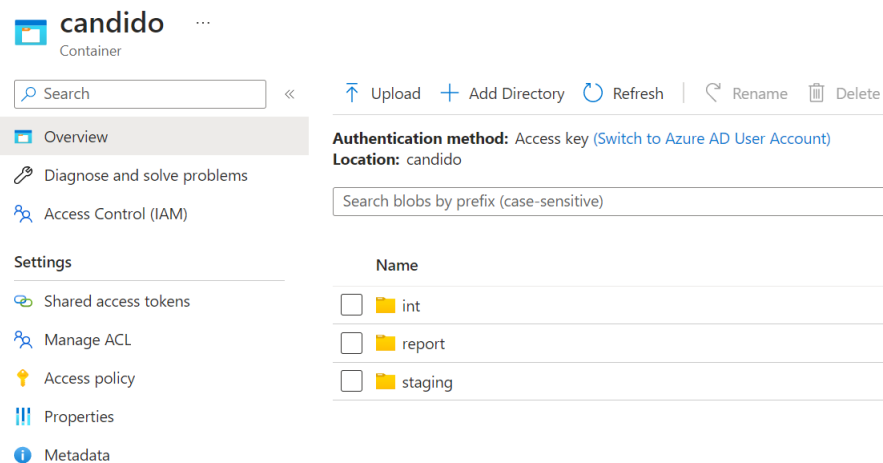 candido ...
Container
Search «
Overview
Diagnose and solve problems
Access Control (IAM)
Settings
Shared access tokens
Manage ACL
Access policy
Properties
Metadata
Upload Add Directory Refresh Rename Delete
Authentication method: Access key (Switch to Azure AD User Account)
Location: candido
Search blobs by prefix (case-sensitive)
Name
int
report
staging